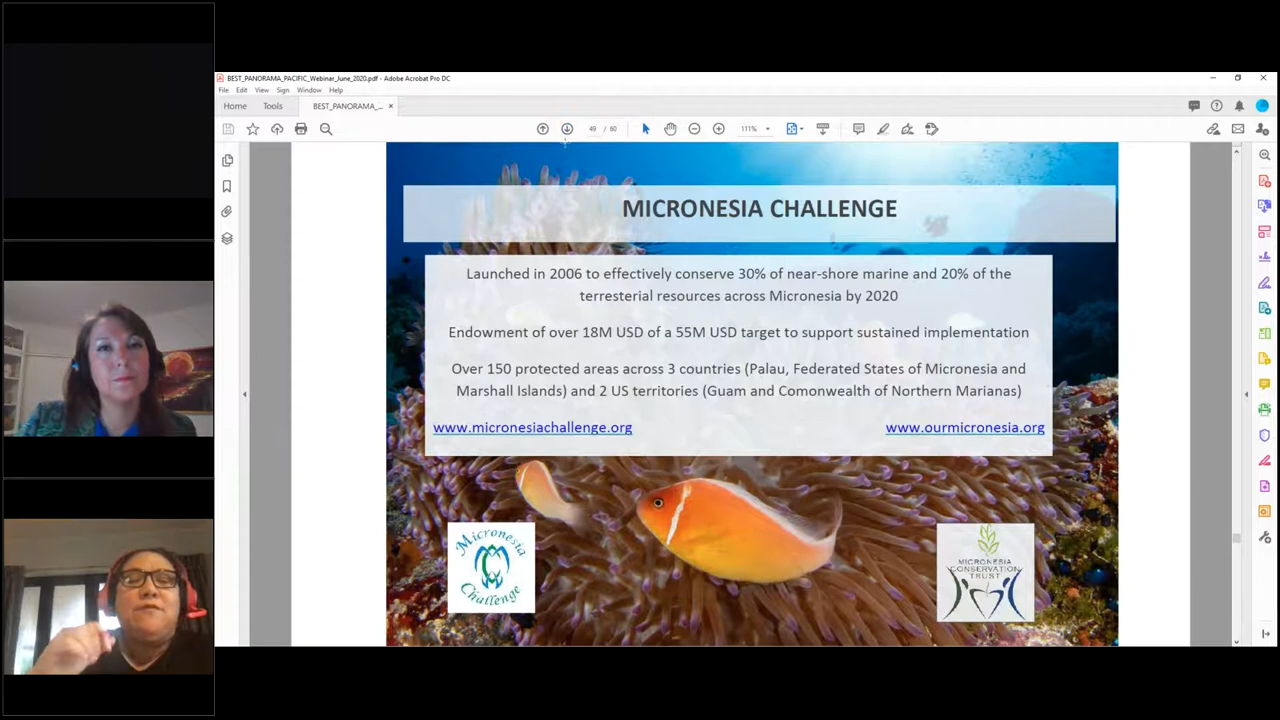 BEST_PANORAMA_PACIFIC_Webinar_June_2020.pdf - Adobe Acrobat Pro DC
File Edit View Sign Window Help
Home Tools BEST_PANORAMA_... ×
49 / 60 111%
MICRONESIA CHALLENGE
Launched in 2006 to effectively conserve 30% of near-shore marine and 20% of the
terresterial resources across Micronesia by 2020
Endowment of over 18M USD of a 55M USD target to support sustained implementation
Over 150 protected areas across 3 countries (Palau, Federated States of Micronesia and
Marshall Islands) and 2 US territories (Guam and Comonwealth of Northern Marianas)
www.micronesiachallenge.org www.ourmicronesia.org
Micronesia
Challenge
MICRONESIA
CONSERVATION
TRUST